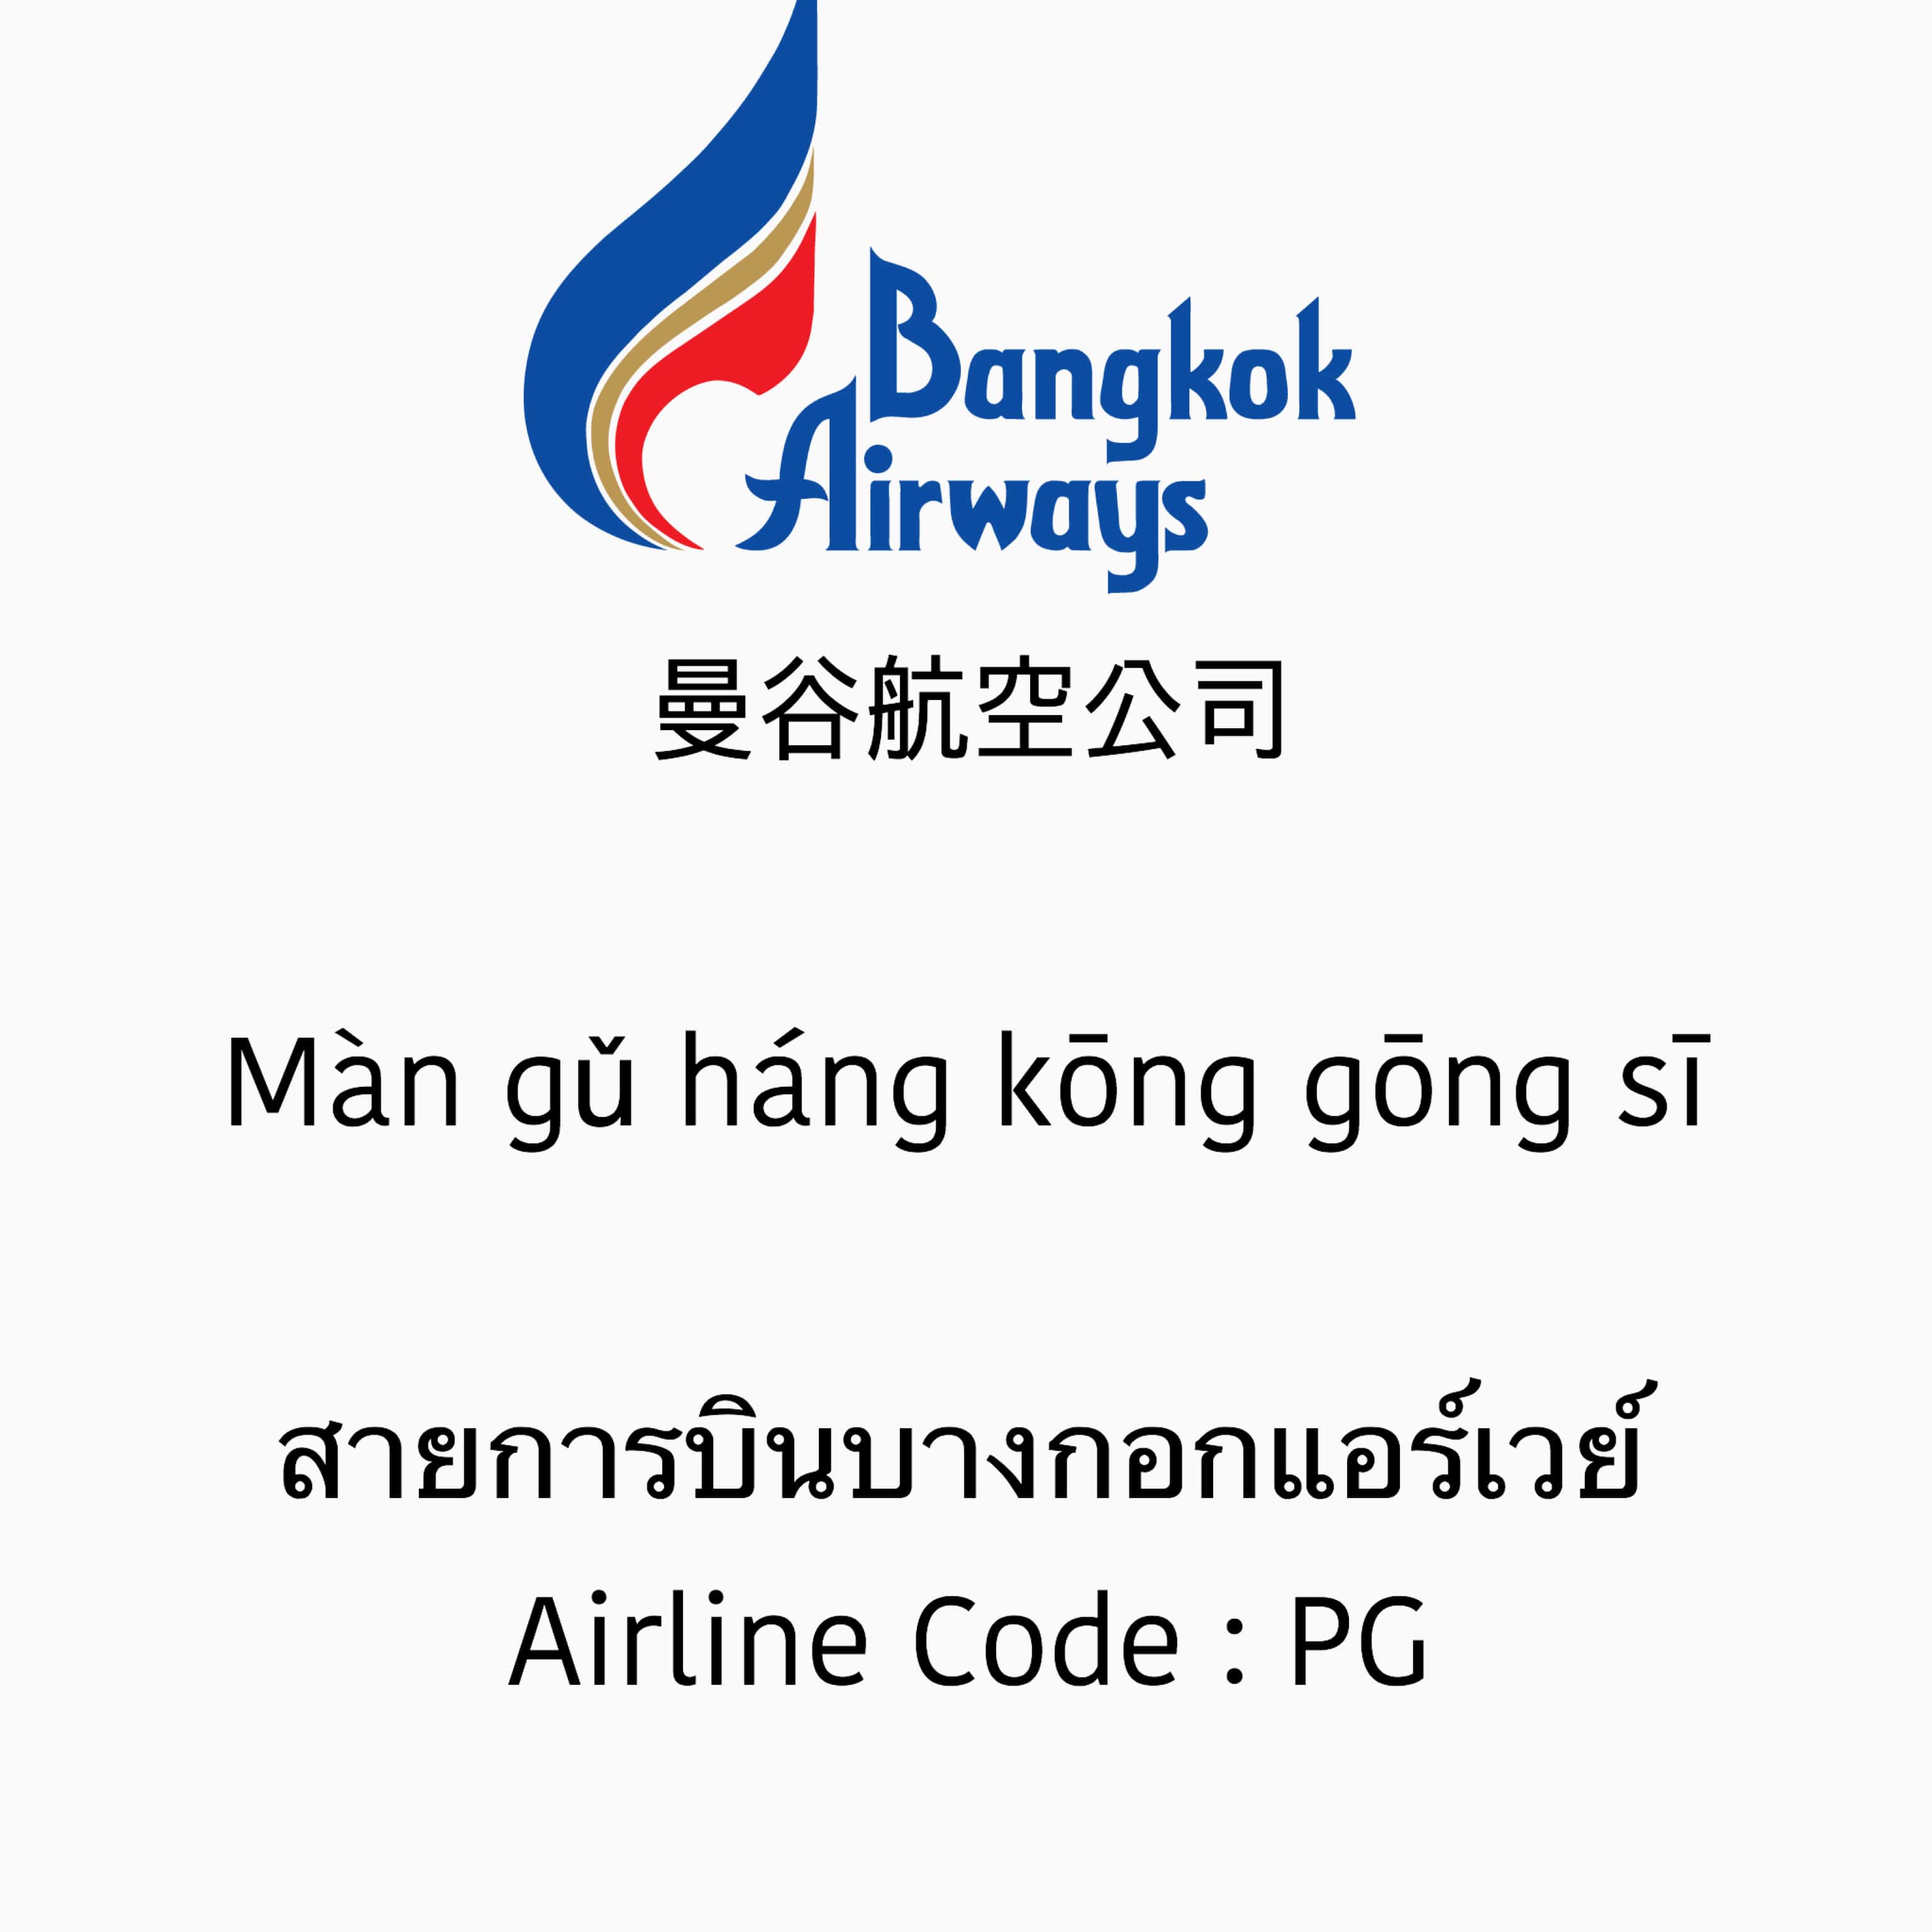 Bangkok
Airways
曼谷航空公司
Màn gǔ háng kōng gōng sī
สายการบินบางกอกแอร์เวย์
Airline Code : PG